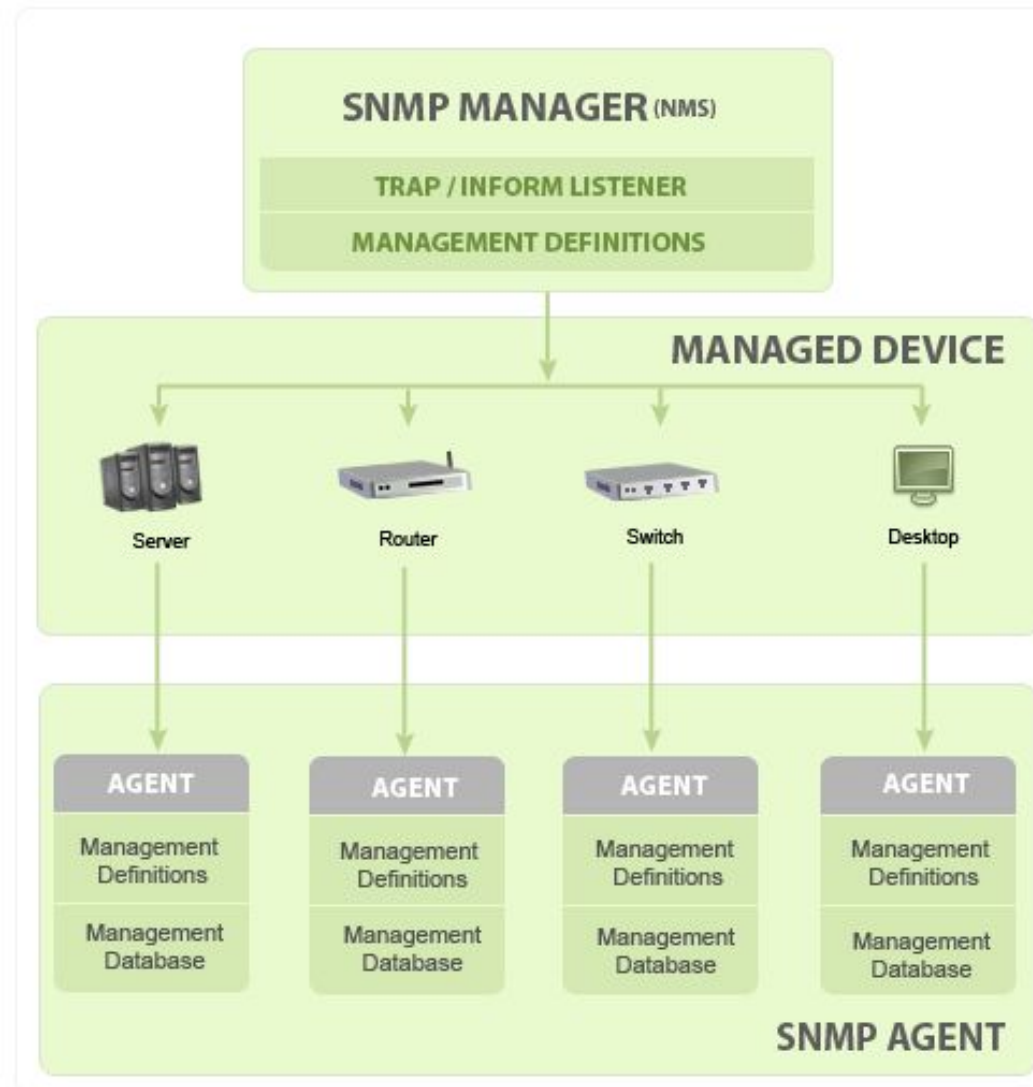 SNMP MANAGER (NMS)
TRAP / INFORM LISTENER
MANAGEMENT DEFINITIONS
MANAGED DEVICE
Server
Router
Switch
Desktop
AGENT
Management
Definitions
Management
Database
AGENT
Management
Definitions
Management
Database
AGENT
Management
Definitions
Management
Database
AGENT
Management
Definitions
Management
Database
SNMP AGENT